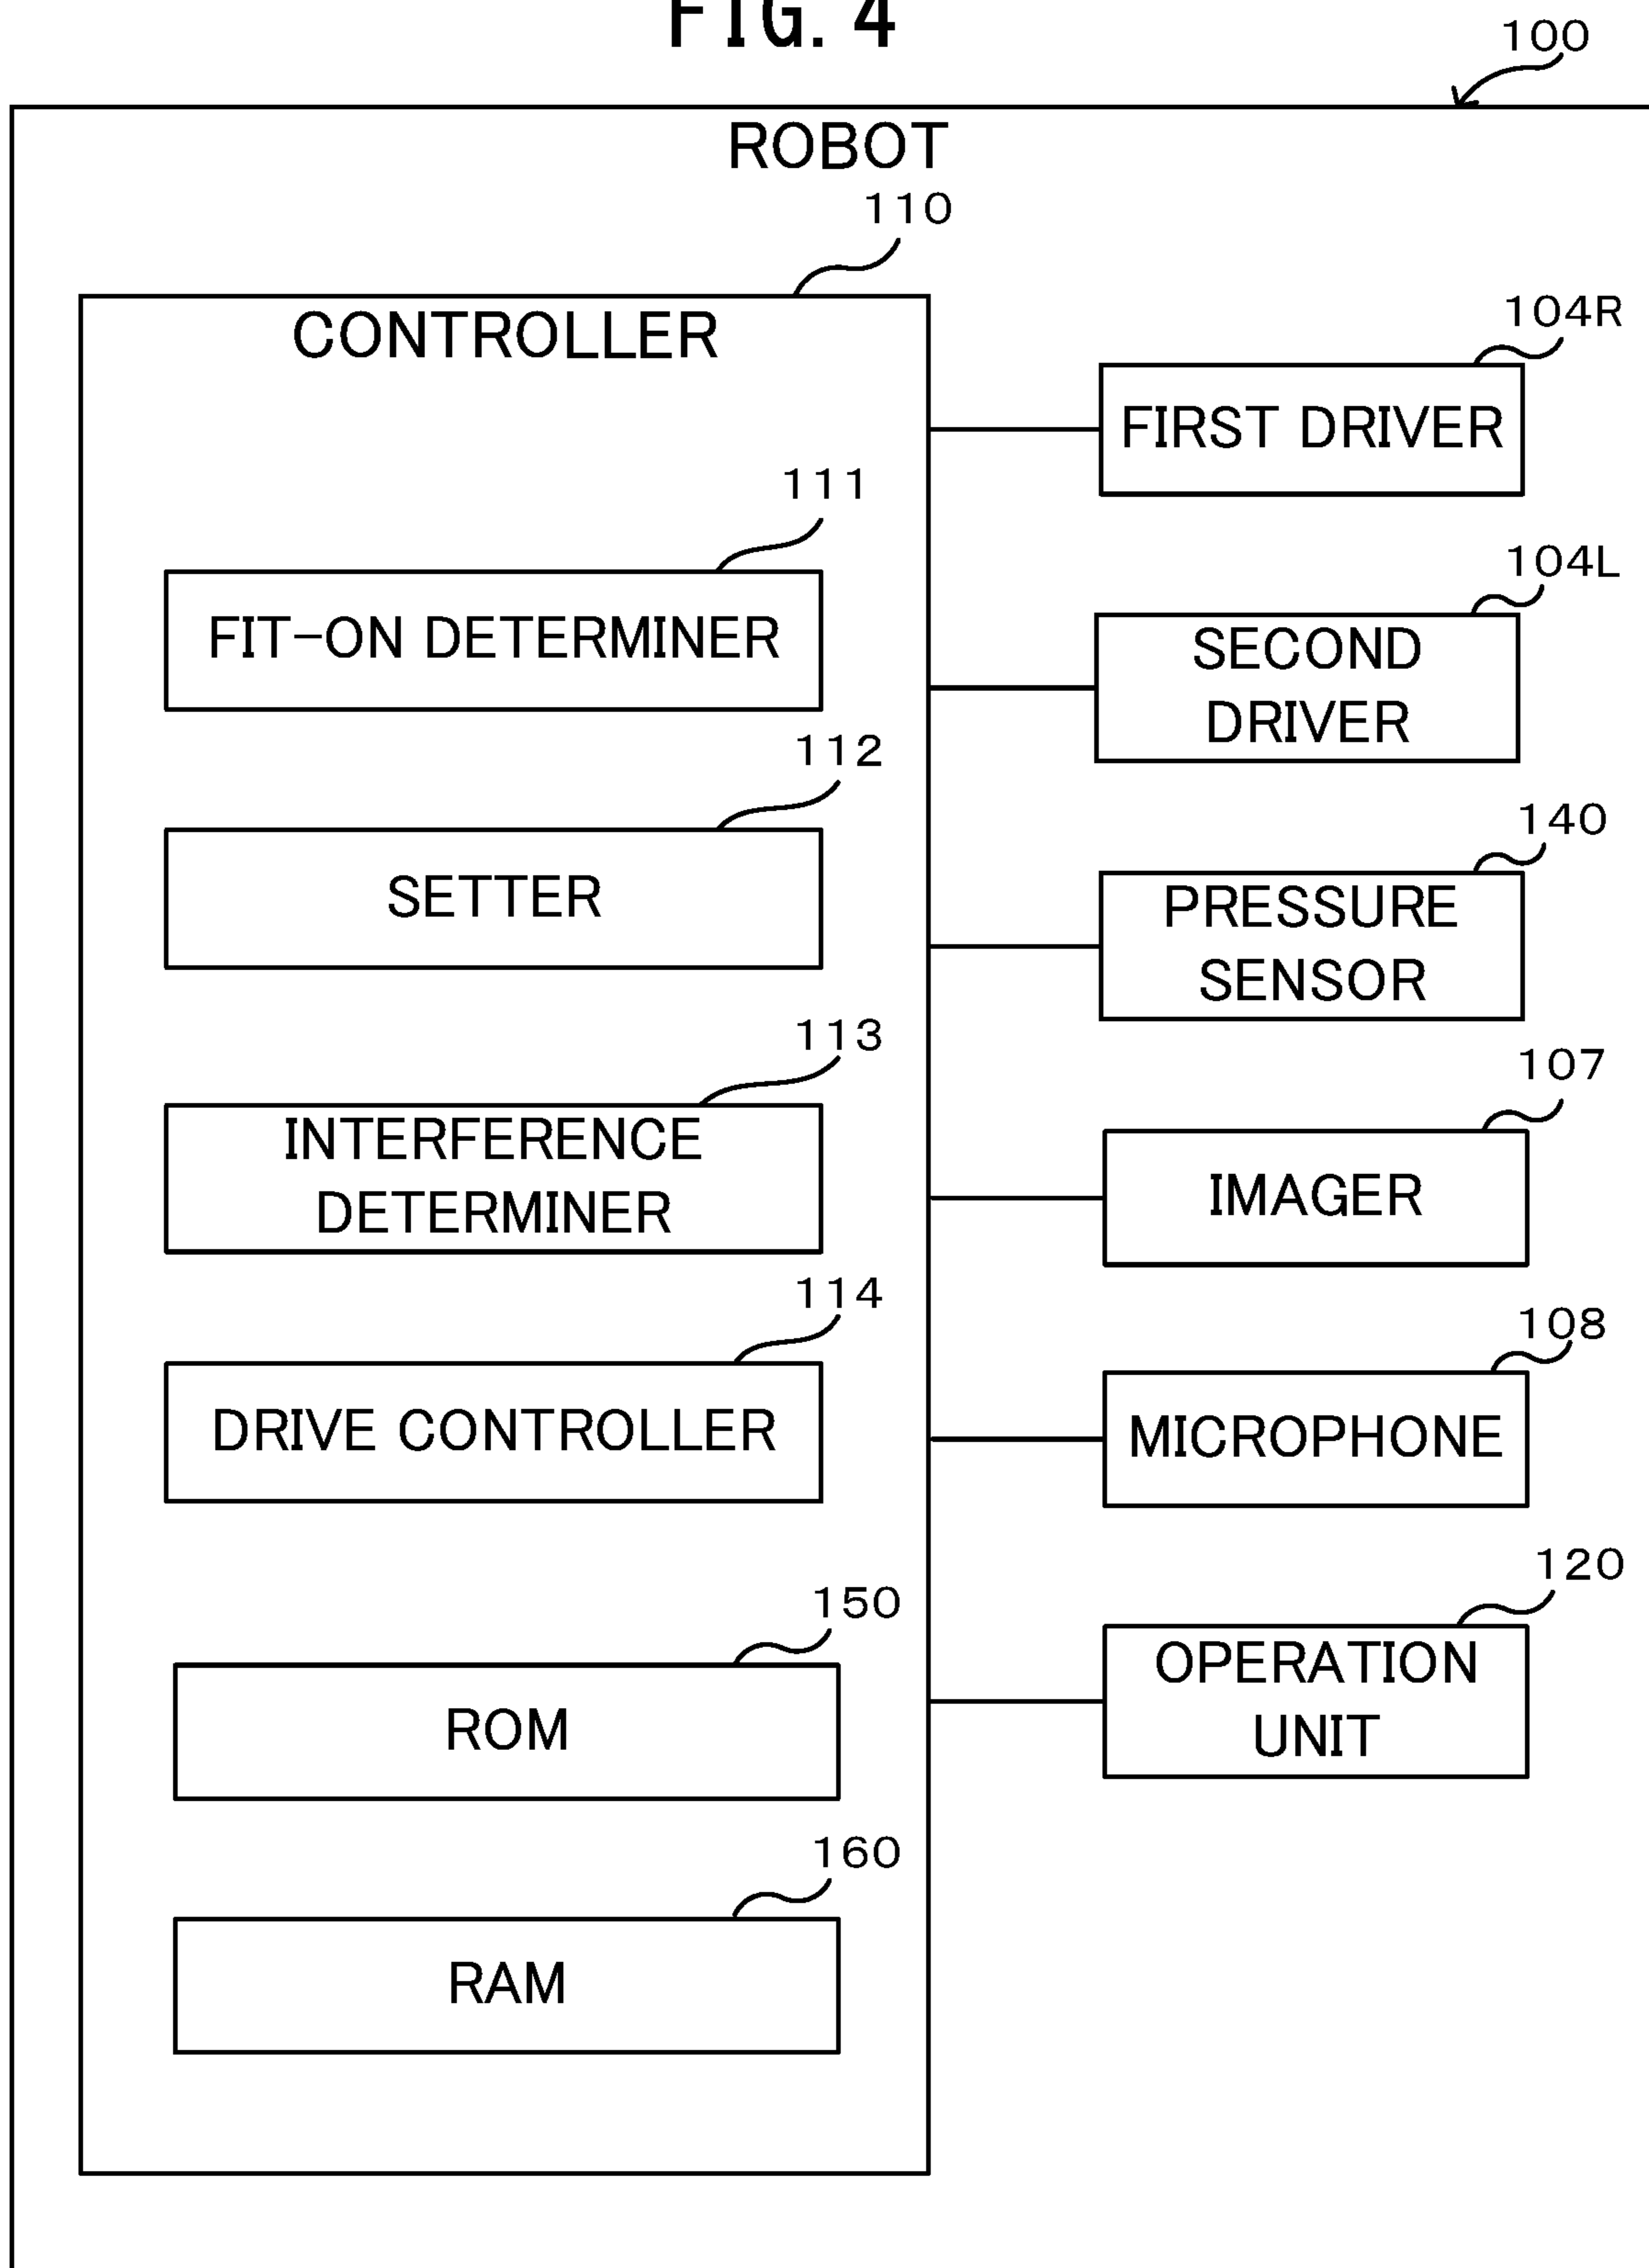 FIG. 4
100
ROBOT
110
CONTROLLER
111
FIT-ON DETERMINER
112
SETTER
113
INTERFERENCE
DETERMINER
114
DRIVE CONTROLLER
150
ROM
160
RAM
104R
FIRST DRIVER
104L
SECOND
DRIVER
140
PRESSURE
SENSOR
107
IMAGER
108
MICROPHONE
120
OPERATION
UNIT